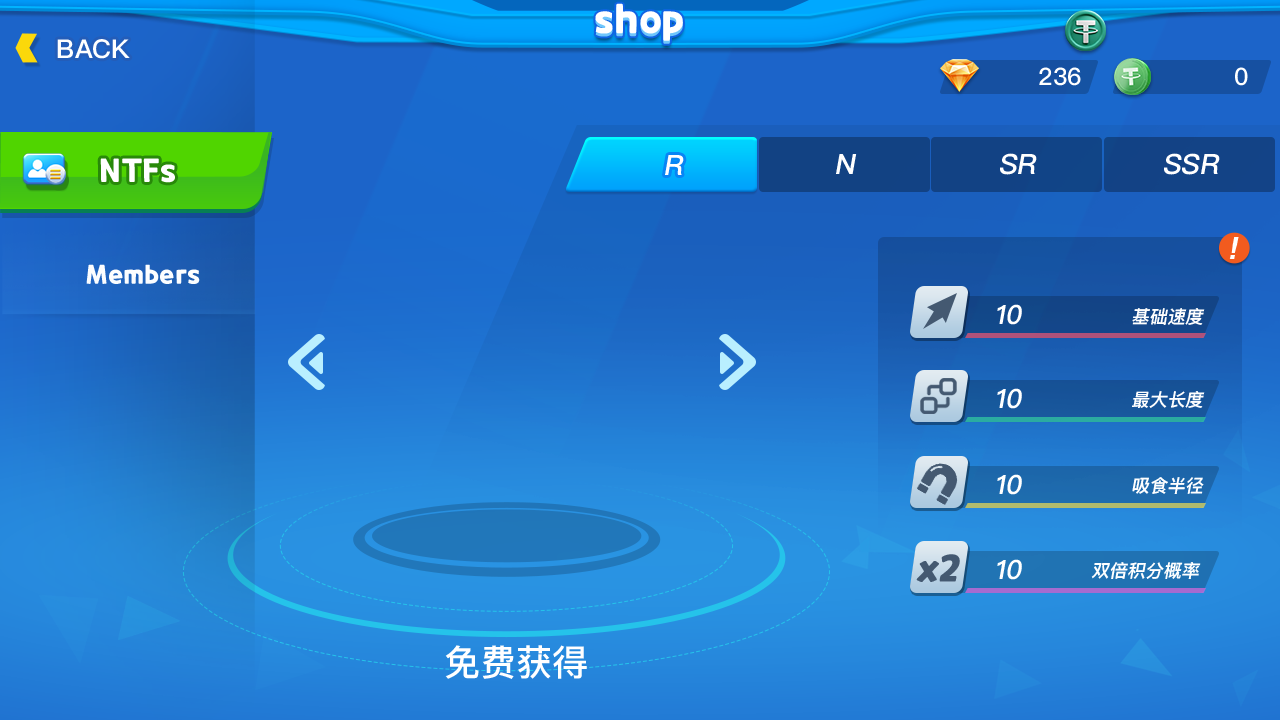 shop
BACK
236
0
NTFs
R
N
SR
SSR
Members
!
10 基础速度
10 最大长度
10 吸食半径
x2 10 双倍积分概率
免费获得